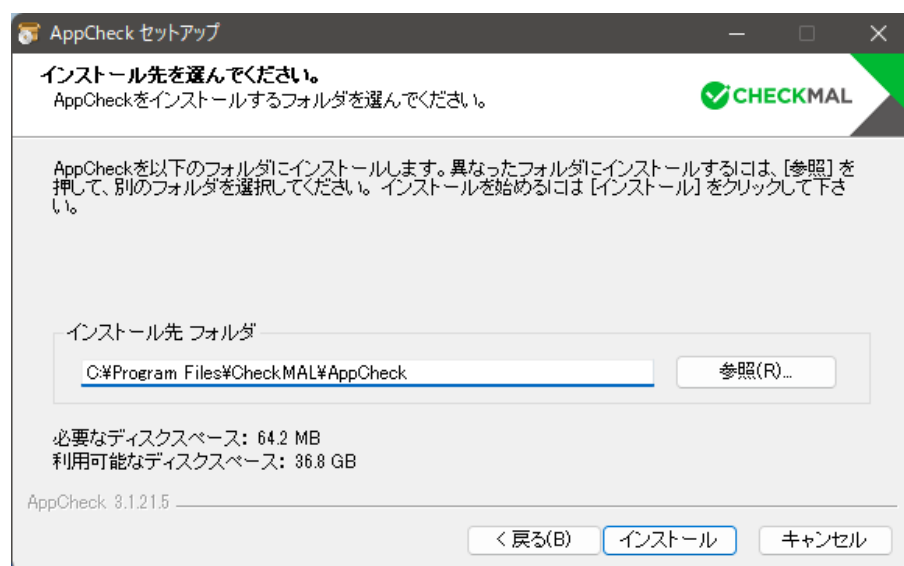 AppCheck セットアップ
インストール先を選んでください。
AppCheckをインストールするフォルダを選んでください。
CHECKMAL
AppCheckを以下のフォルダにインストールします。異なったフォルダにインストールするには、[参照] を
押して、別のフォルダを選択してください。 インストールを始めるには [インストール] をクリックして下さ
い。
インストール先 フォルダ
C:¥Program Files¥CheckMAL¥AppCheck
参照(R)...
必要なディスクスペース: 64.2 MB
利用可能なディスクスペース: 36.8 GB
AppCheck 3.1.21.5
< 戻る(B)
インストール
キャンセル